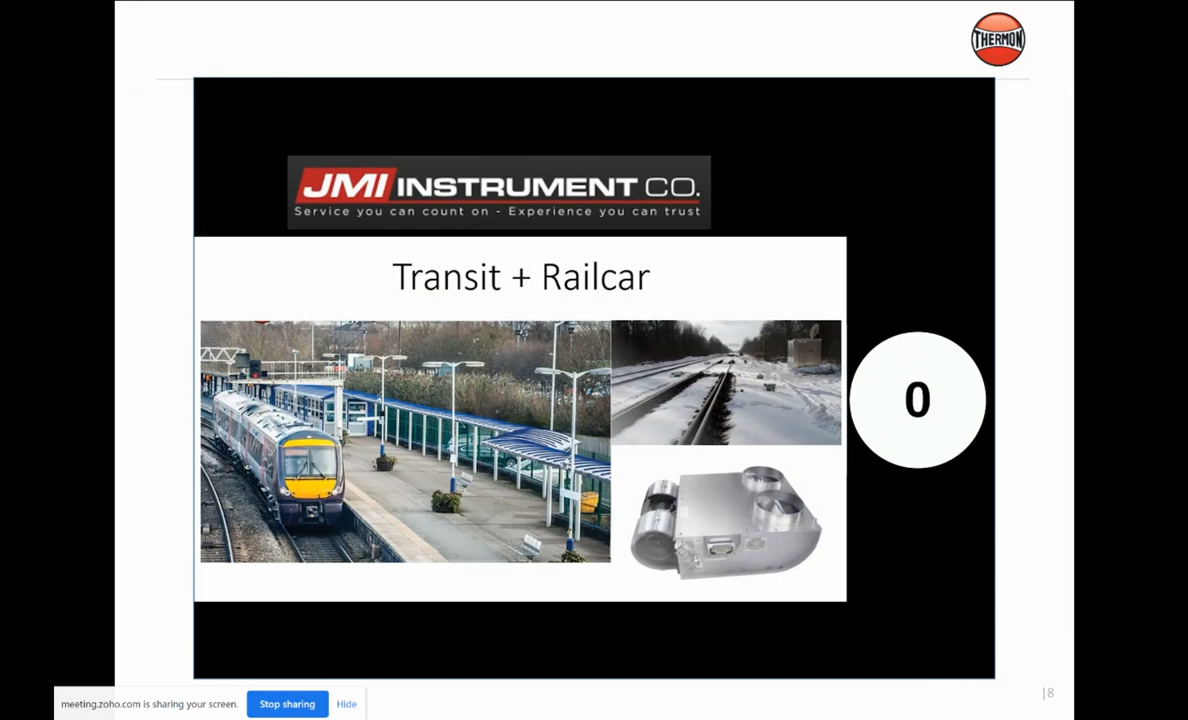 THERMON
JMI INSTRUMENT CO.
Service you can count on - Experience you can trust
Transit + Railcar
0
|8
meeting.zoho.com is sharing your screen.
Stop sharing
Hide